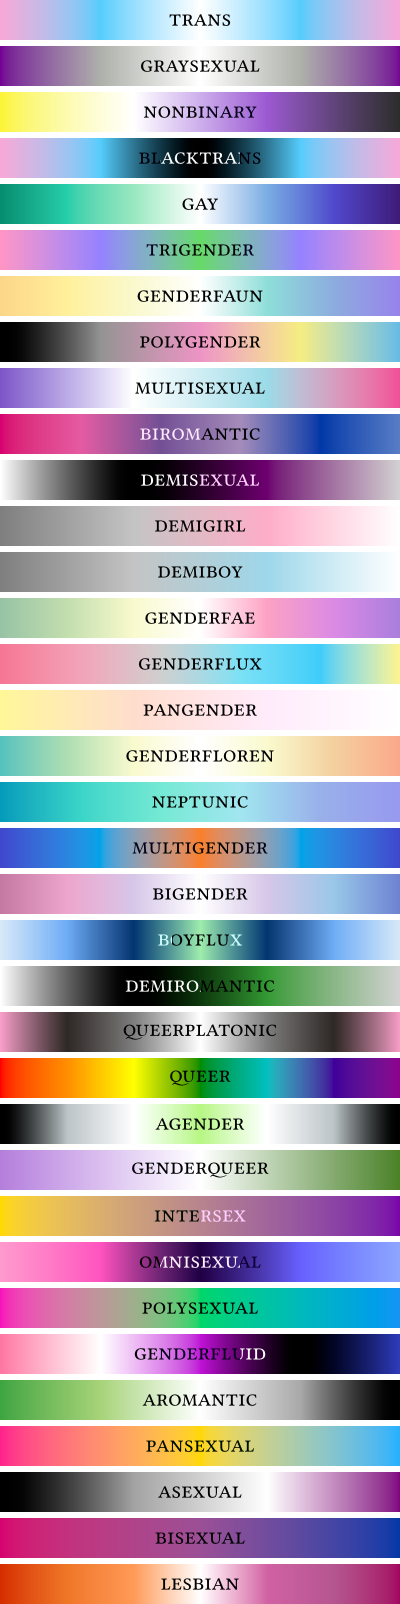 TRANS
GRAYSEXUAL
NONBINARY
BLACKTRANS
GAY
TRIGENDER
GENDERFAUN
POLYGENDER
MULTISEXUAL
BIROMANTIC
DEMISEXUAL
DEMIGIRL
DEMIBOY
GENDERFAE
GENDERFLUX
PANGENDER
GENDERFLOREN
NEPTUNIC
MULTIGENDER
BIGENDER
BOYFLUX
DEMIROMANTIC
QUEERPLATONIC
QUEER
AGENDER
GENDERQUEER
INTERSEX
OMNISEXUAL
POLYSEXUAL
GENDERFLUID
AROMANTIC
PANSEXUAL
ASEXUAL
BISEXUAL
LESBIAN